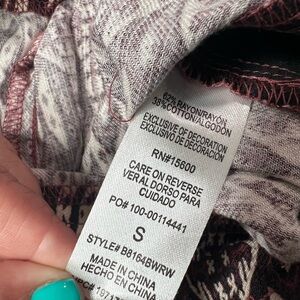 62% RAYON/RAYÓN
38% COTTON/ALGODÓN
EXCLUSIVE OF DECORATION
EXCLUSIVO DE DECORACIÓN
RN#15600
CARE ON REVERSE
VER AL DORSO PARA
CUIDADO
PO# 100-00114441
S
STYLE# B8164BWRW
MADE IN CHINA
HECHO EN CHINA